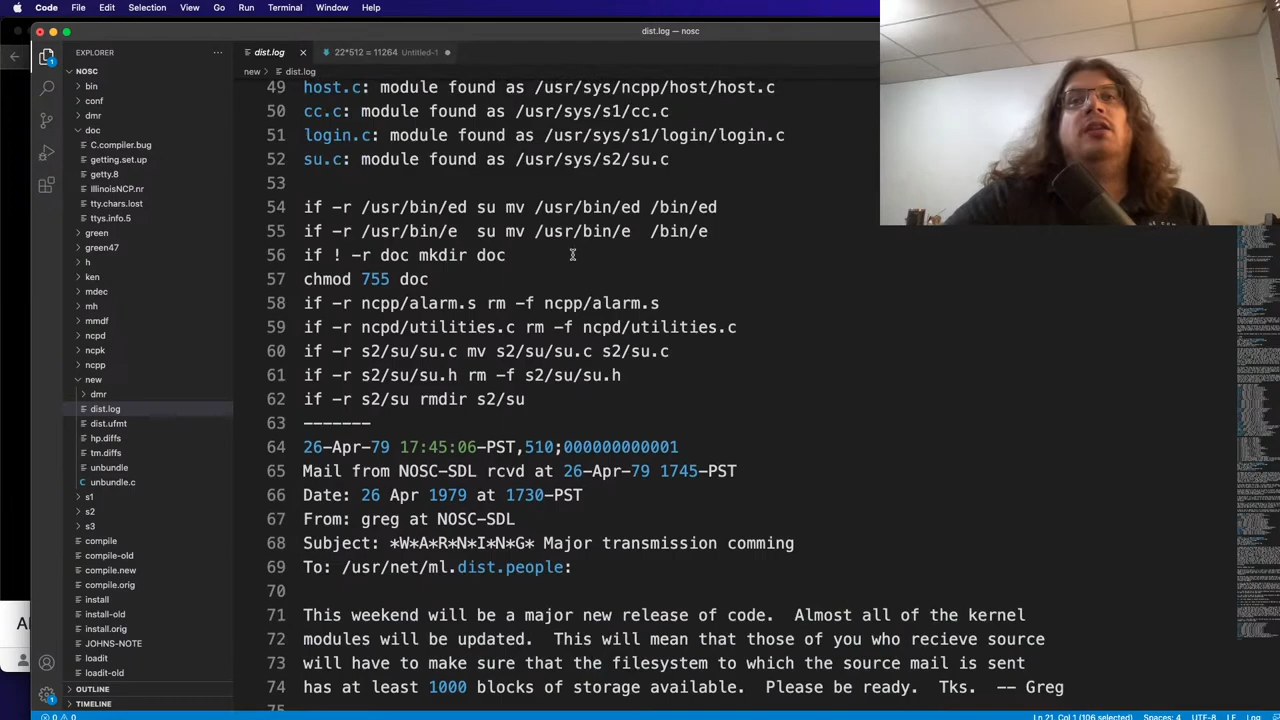 Code File Edit Selection View Go Run Terminal Window Help
dist.log — nosc
EXPLORER
dist.log
22*512 = 11264 Untitled-1
new > dist.log
NOSC
bin
conf
dmr
doc
C.compiler.bug
getting.set.up
getty.8
IllinoisNCP.nr
tty.chars.lost
ttys.info.5
green
green47
h
ken
mdec
mh
mmdf
ncpd
ncpk
ncpp
new
dmr
dist.log
dist.ufmt
hp.diffs
tm.diffs
unbundle
unbundle.c
s1
s2
s3
compile
compile-old
compile.new
compile.orig
install
install-old
install.orig
JOHNS-NOTE
loadit
loadit-old
OUTLINE
TIMELINE
49 host.c: module found as /usr/sys/ncpp/host/host.c
50 cc.c: module found as /usr/sys/s1/cc.c
51 login.c: module found as /usr/sys/s1/login/login.c
52 su.c: module found as /usr/sys/s2/su.c
53
54 if -r /usr/bin/ed su mv /usr/bin/ed /bin/ed
55 if -r /usr/bin/e  su mv /usr/bin/e  /bin/e
56 if ! -r doc mkdir doc
57 chmod 755 doc
58 if -r ncpp/alarm.s rm -f ncpp/alarm.s
59 if -r ncpd/utilities.c rm -f ncpd/utilities.c
60 if -r s2/su/su.c mv s2/su/su.c s2/su.c
61 if -r s2/su/su.h rm -f s2/su/su.h
62 if -r s2/su rmdir s2/su
63 -------
64 26-Apr-79 17:45:06-PST,510;000000000001
65 Mail from NOSC-SDL rcvd at 26-Apr-79 1745-PST
66 Date: 26 Apr 1979 at 1730-PST
67 From: greg at NOSC-SDL
68 Subject: *W*A*R*N*I*N*G* Major transmission comming
69 To: /usr/net/ml.dist.people:
70
71 This weekend will be a major new release of code.  Almost all of the kernel
72 modules will be updated.  This will mean that those of you who recieve source
73 will have to make sure that the filesystem to which the source mail is sent
74 has at least 1000 blocks of storage available.  Please be ready.  Tks.  -- Greg
75
0 0
Ln 21, Col 1 (106 selected) Spaces: 4 UTF-8 LF Log